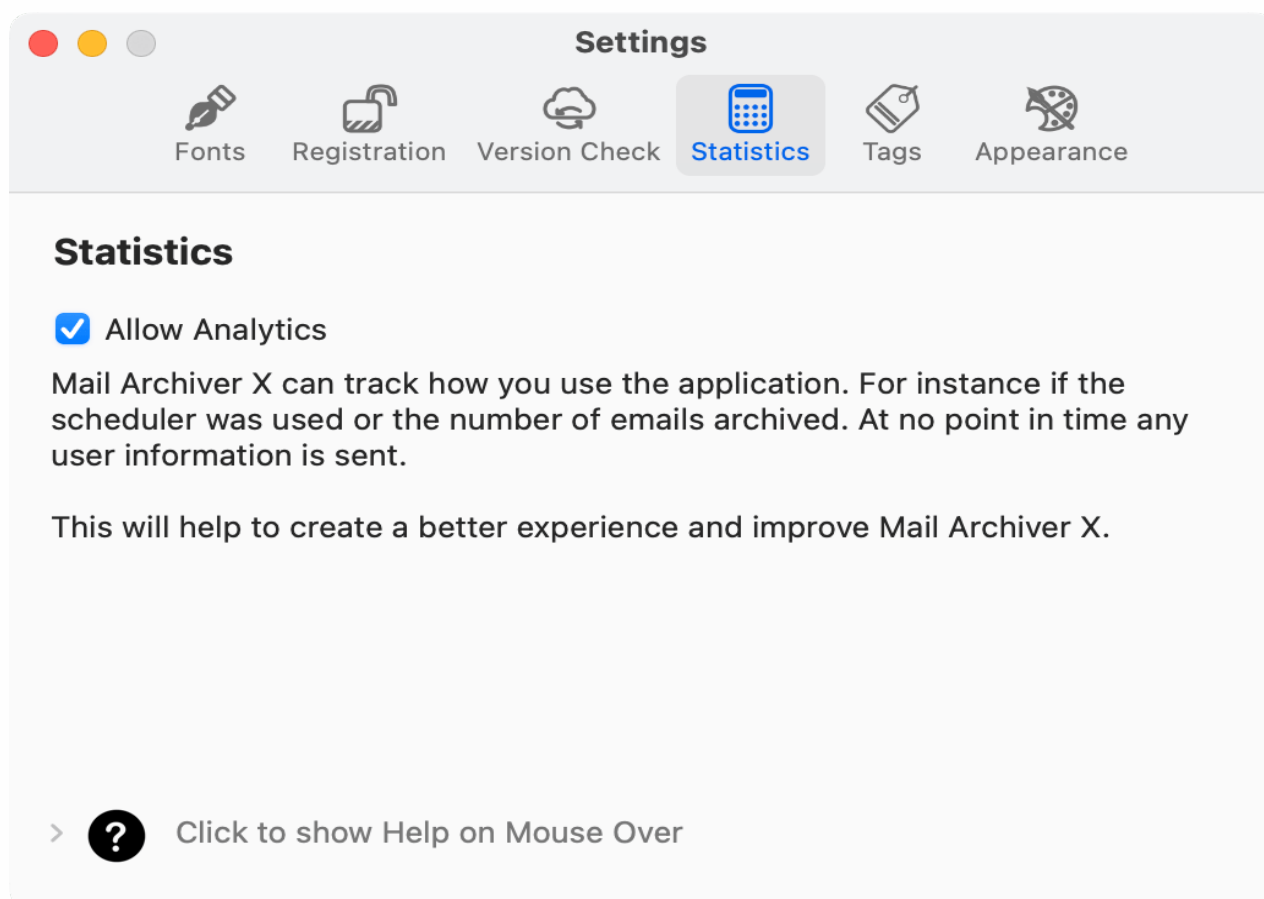 Settings
Fonts Registration Version Check Statistics Tags Appearance
Statistics
Allow Analytics
Mail Archiver X can track how you use the application. For instance if the
scheduler was used or the number of emails archived. At no point in time any
user information is sent.
This will help to create a better experience and improve Mail Archiver X.
? Click to show Help on Mouse Over